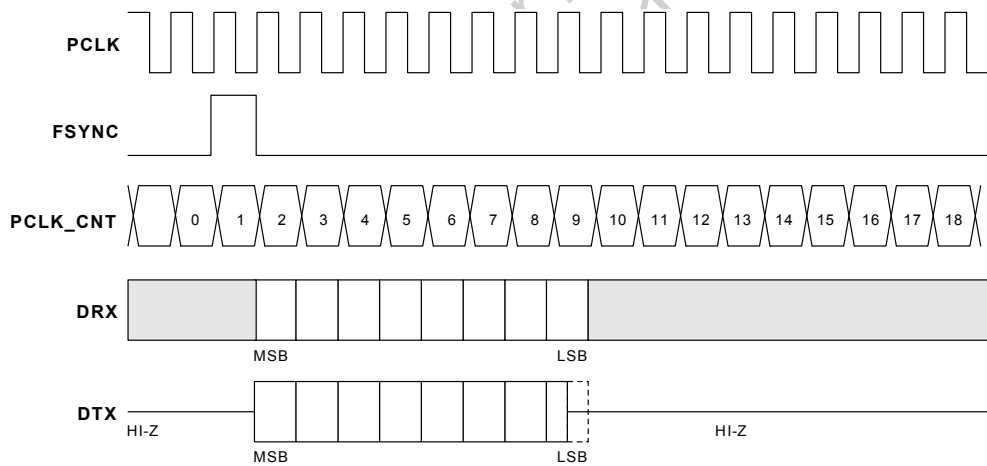 PCLK
FSYNC
PCLK_CNT 0 1 2 3 4 5 6 7 8 9 10 11 12 13 14 15 16 17 18
DRX
MSB LSB
DTX
HI-Z HI-Z
MSB LSB